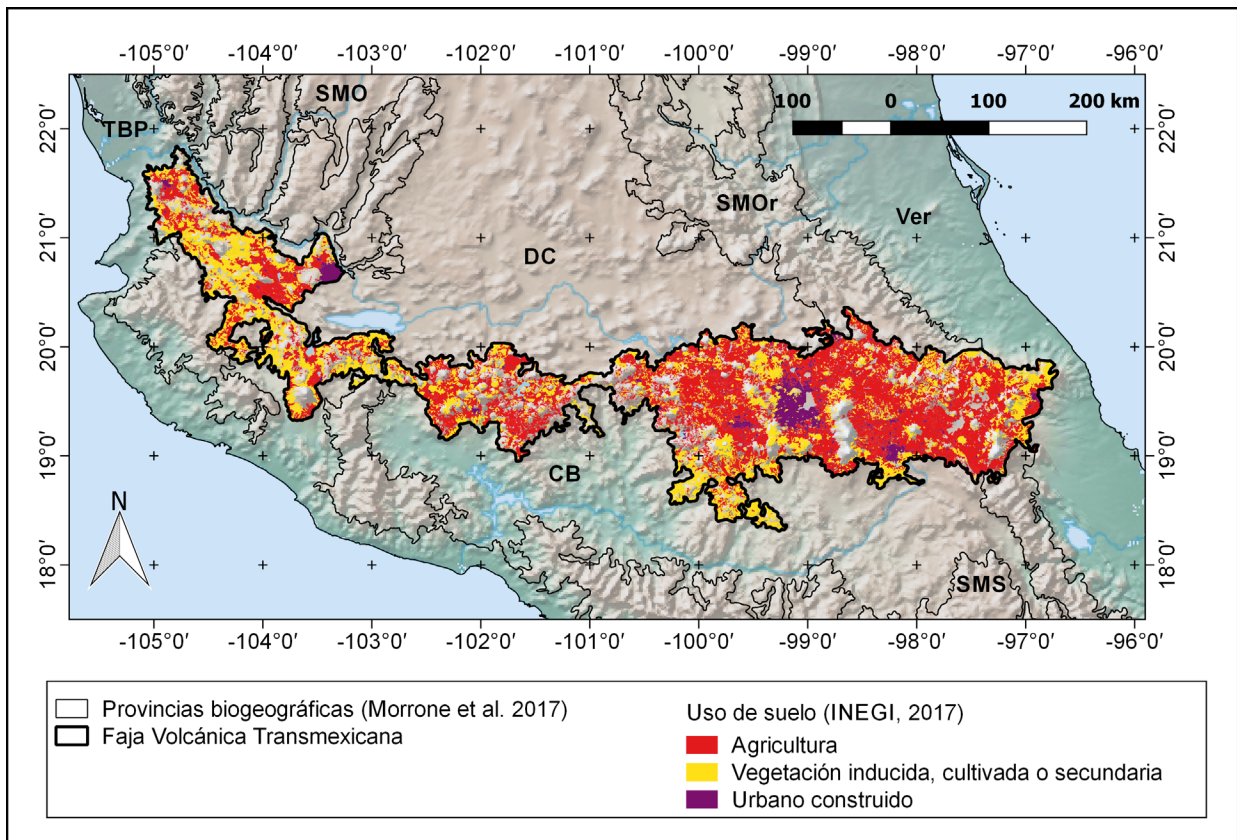 -105°0' -104°0' -103°0' -102°0' -101°0' -100°0' -99°0' -98°0' -97°0' -96°0'
100 0 100 200 km
22°0' 22°0'
21°0' 21°0'
20°0' 20°0'
19°0' 19°0'
18°0' 18°0'
SMO
TBP
SMOr
Ver
DC
CB
SMS
N
-105°0' -104°0' -103°0' -102°0' -101°0' -100°0' -99°0' -98°0' -97°0' -96°0'
Provincias biogeográficas (Morrone et al. 2017)
Faja Volcánica Transmexicana
Uso de suelo (INEGI, 2017)
Agricultura
Vegetación inducida, cultivada o secundaria
Urbano construido